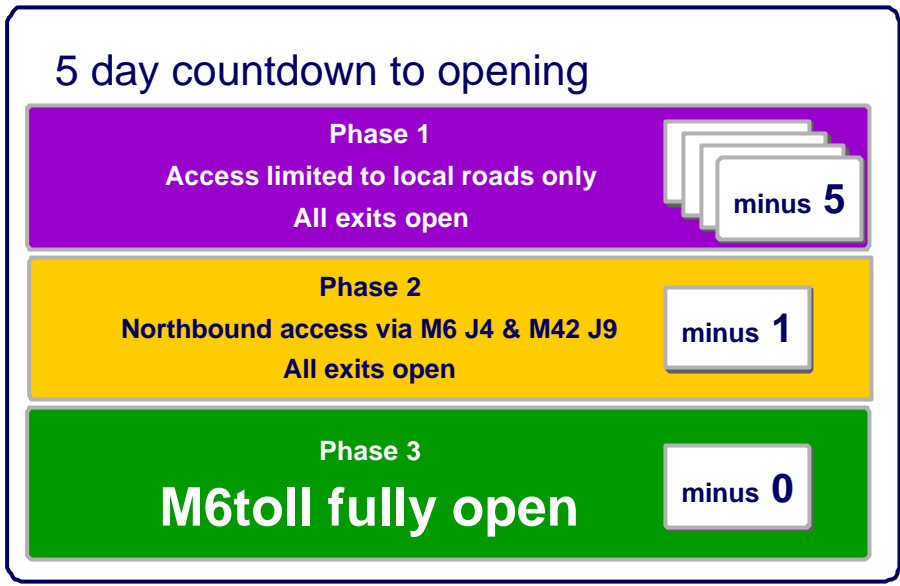 5 day countdown to opening
Phase 1
Access limited to local roads only
All exits open
minus 5
Phase 2
Northbound access via M6 J4 & M42 J9
All exits open
minus 1
Phase 3
M6toll fully open
minus 0